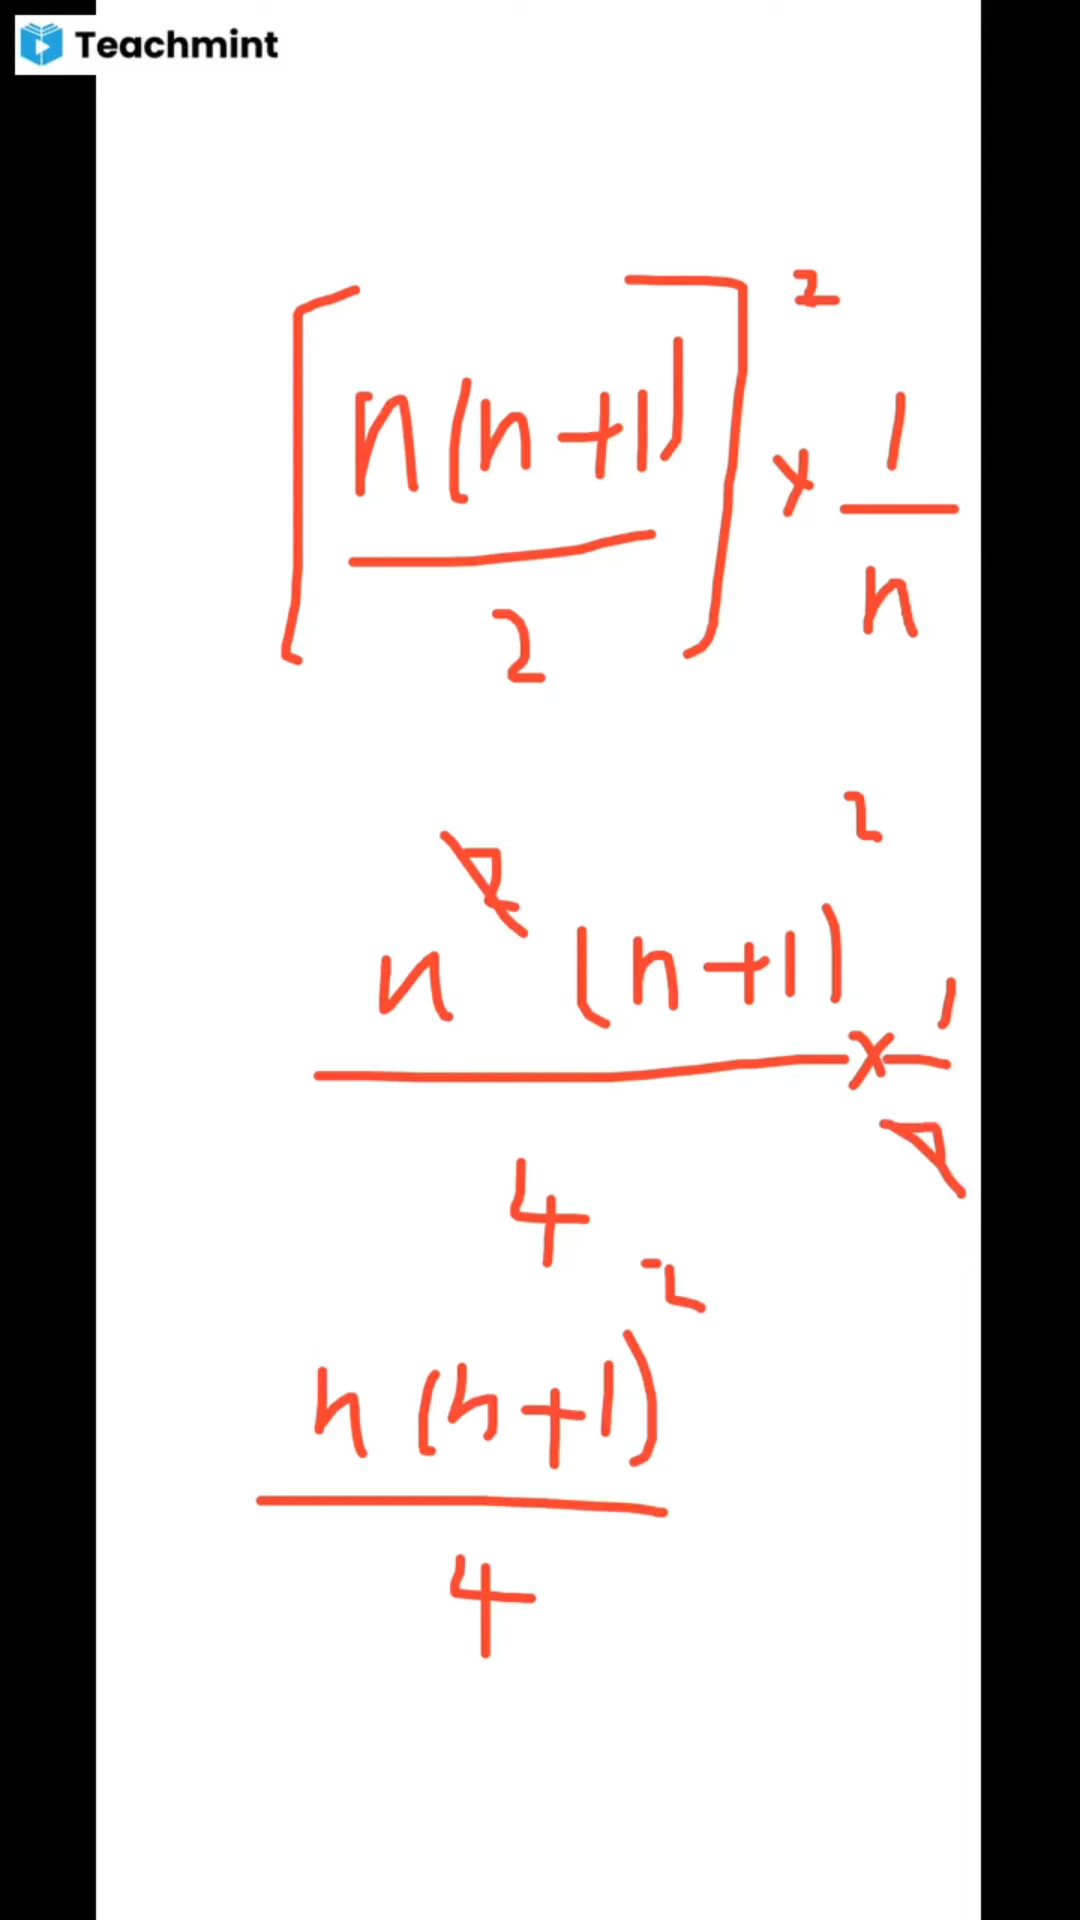 Teachmint
[n(n+1)/2]² × 1/n
n²(n+1)²/4 × 1/n
n(n+1)²/4